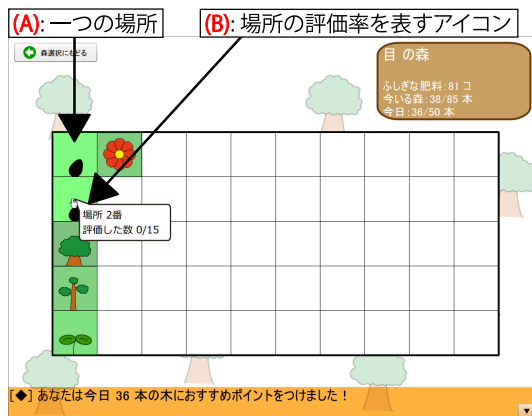 (A): 一つの場所
(B): 場所の評価率を表すアイコン
森選択にもどる
目 の森
ふしぎな肥料:81 コ
今いる森:38/85 本
今日:36/50 本
場所 2番
評価した数 0/15
[◆] あなたは今日 36 本の木におすすめポイントをつけました！